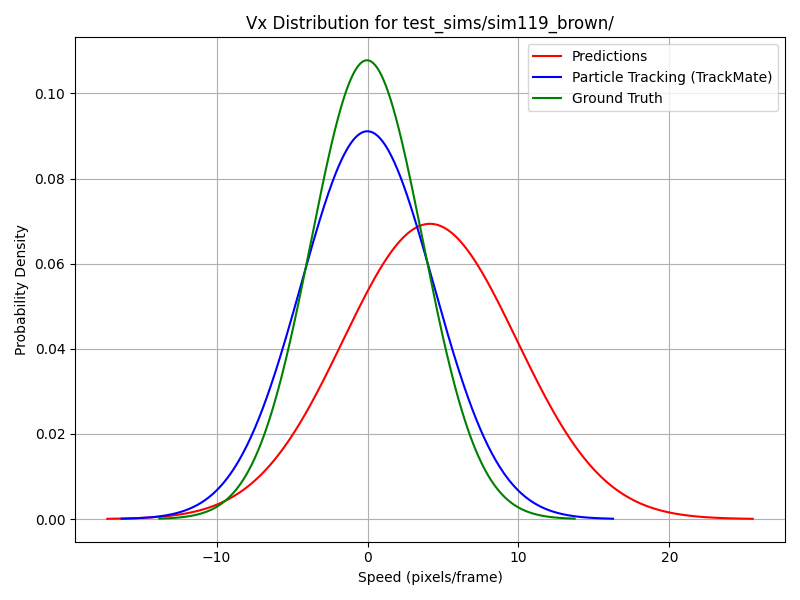 Vx Distribution for test_sims/sim119_brown/
Predictions
Particle Tracking (TrackMate)
Ground Truth
Probability Density
0.10
0.08
0.06
0.04
0.02
0.00
−10
0
10
20
Speed (pixels/frame)